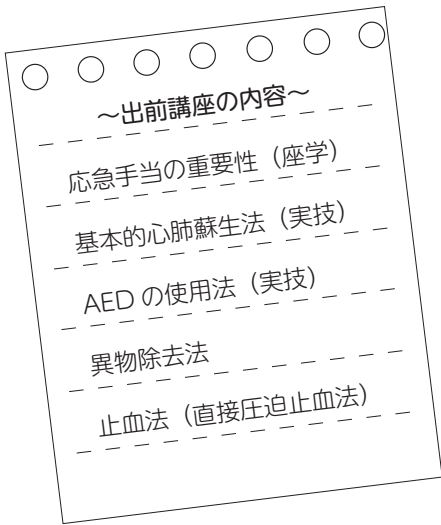 ～出前講座の内容～
応急手当の重要性（座学）
基本的心肺蘇生法（実技）
AED の使用法（実技）
異物除去法
止血法（直接圧迫止血法）